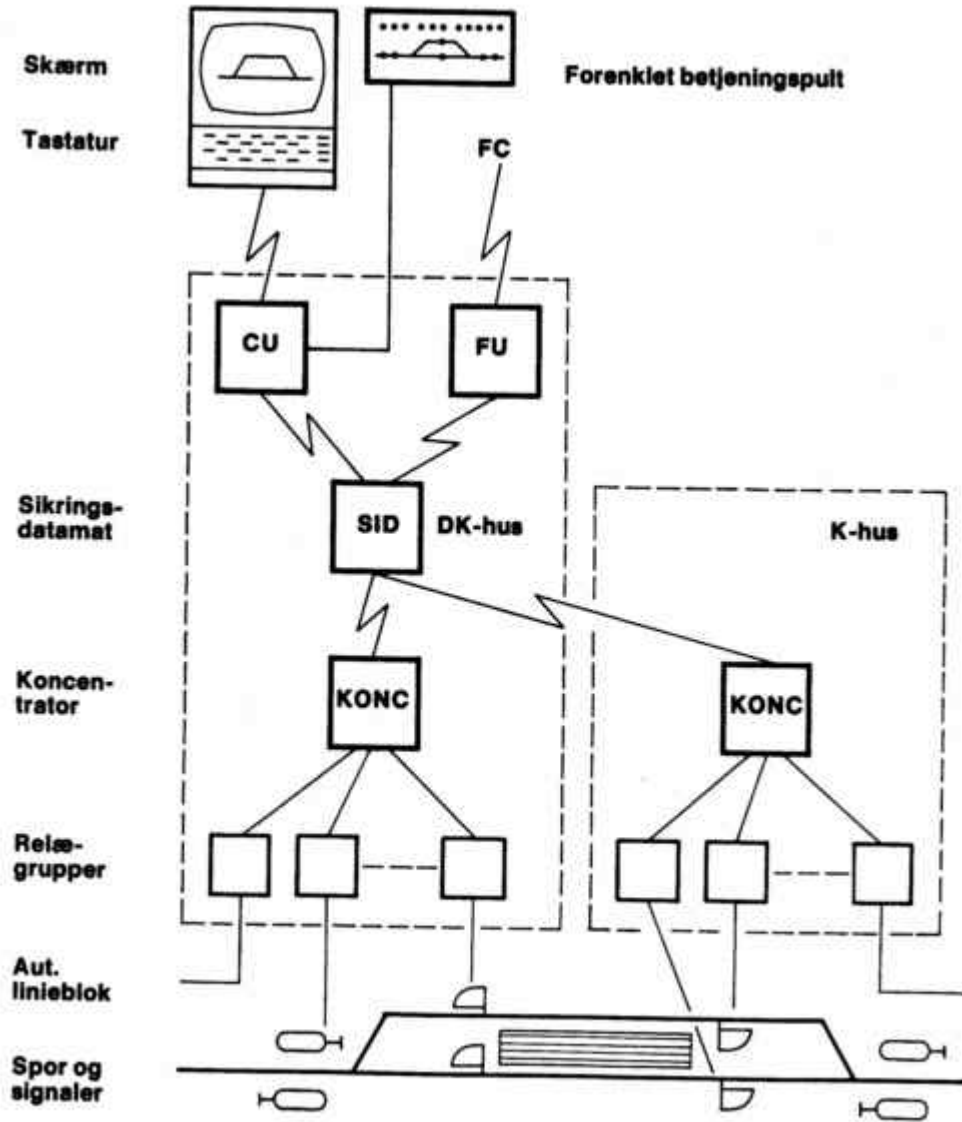 Skærm
Forenklet betjeningspult
Tastatur
FC
CU
FU
Sikrings-
datamat
SID
DK-hus
K-hus
Koncen-
trator
KONC
KONC
Relæ-
grupper
Aut.
linieblok
Spor og
signaler